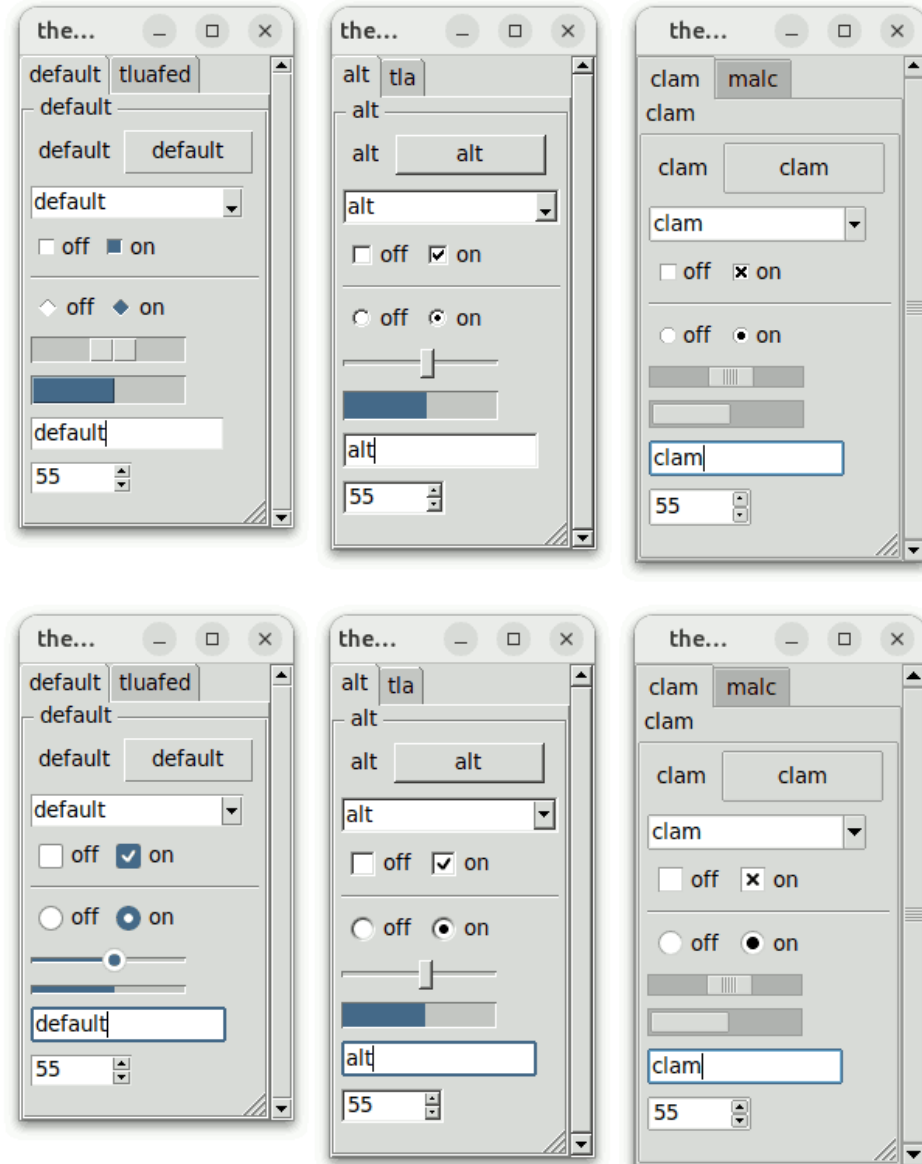 the...
default tluafed
default
default default
default
off on
off on
default
55
the...
alt tla
alt
alt alt
alt
off on
off on
alt
55
the...
clam malc
clam
clam clam
clam
off on
off on
clam
55
the...
default tluafed
default
default default
default
off on
off on
default
55
the...
alt tla
alt
alt alt
alt
off on
off on
alt
55
the...
clam malc
clam
clam clam
clam
off on
off on
clam
55